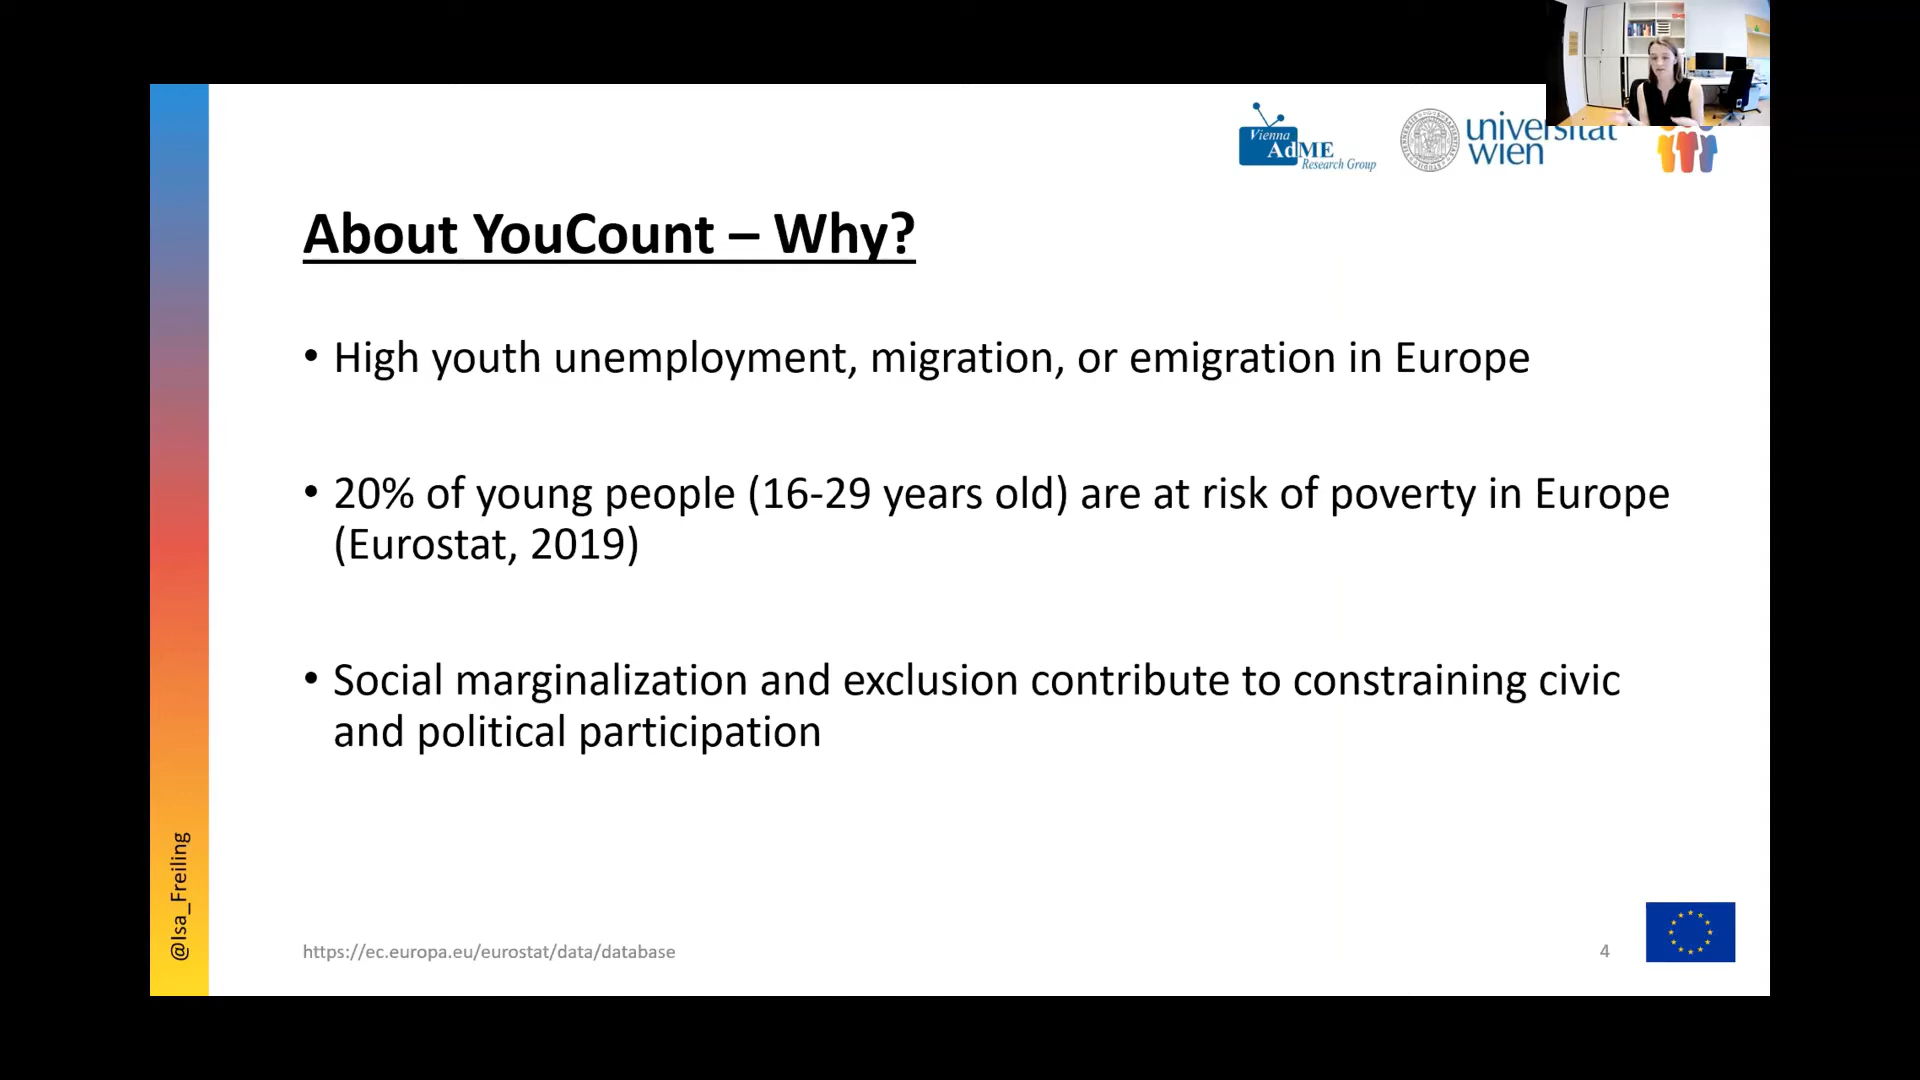 Vienna
AdME
Research Group
universität
wien
About YouCount – Why?
• High youth unemployment, migration, or emigration in Europe
• 20% of young people (16-29 years old) are at risk of poverty in Europe
(Eurostat, 2019)
• Social marginalization and exclusion contribute to constraining civic
and political participation
@Isa_Freiling
https://ec.europa.eu/eurostat/data/database
4